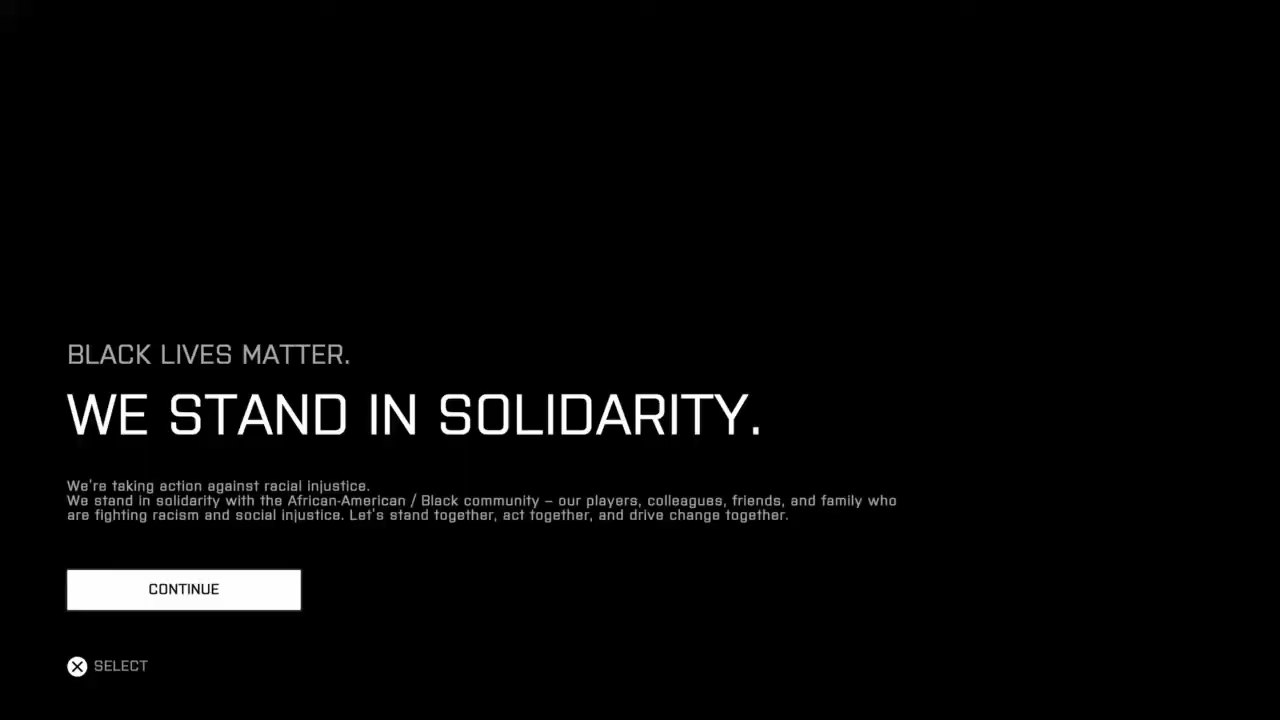 BLACK LIVES MATTER.
WE STAND IN SOLIDARITY.
We're taking action against racial injustice.
We stand in solidarity with the African-American / Black community – our players, colleagues, friends, and family who
are fighting racism and social injustice. Let's stand together, act together, and drive change together.
CONTINUE
SELECT